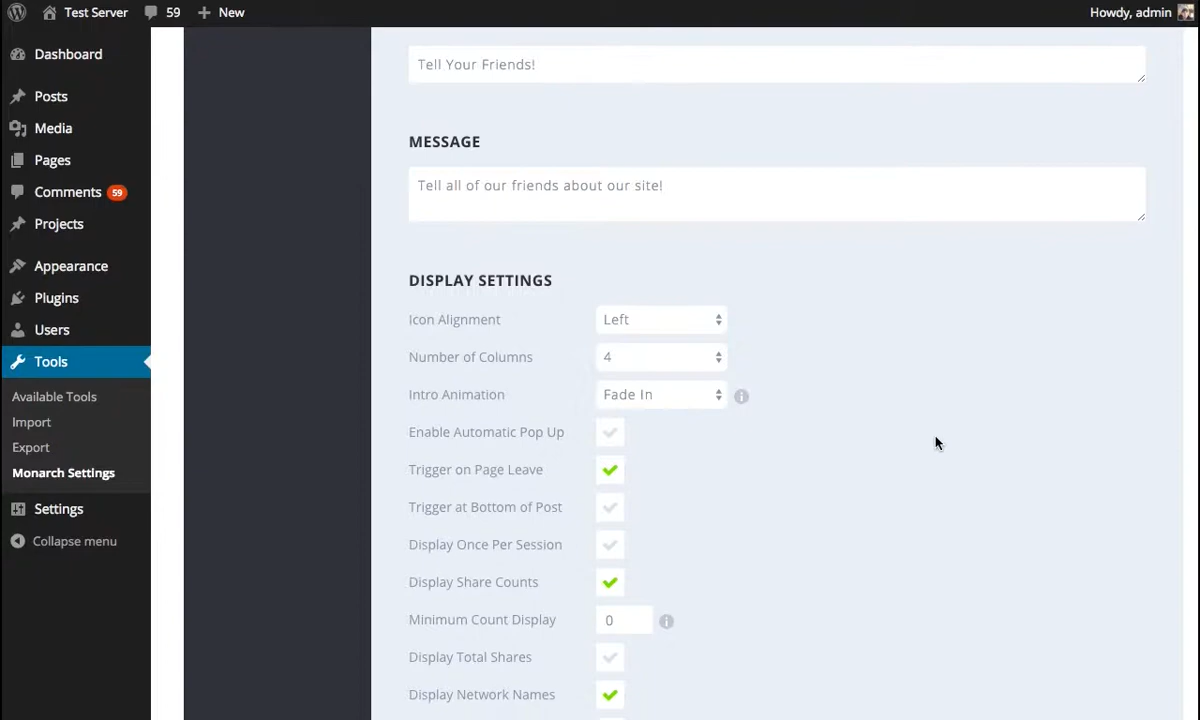 Test Server 59 New Howdy, admin
Dashboard
Posts
Media
Pages
Comments 59
Projects
Appearance
Plugins
Users
Tools
Available Tools
Import
Export
Monarch Settings
Settings
Collapse menu
Tell Your Friends!
MESSAGE
Tell all of our friends about our site!
DISPLAY SETTINGS
Icon Alignment Left
Number of Columns 4
Intro Animation Fade In
Enable Automatic Pop Up
Trigger on Page Leave
Trigger at Bottom of Post
Display Once Per Session
Display Share Counts
Minimum Count Display 0
Display Total Shares
Display Network Names